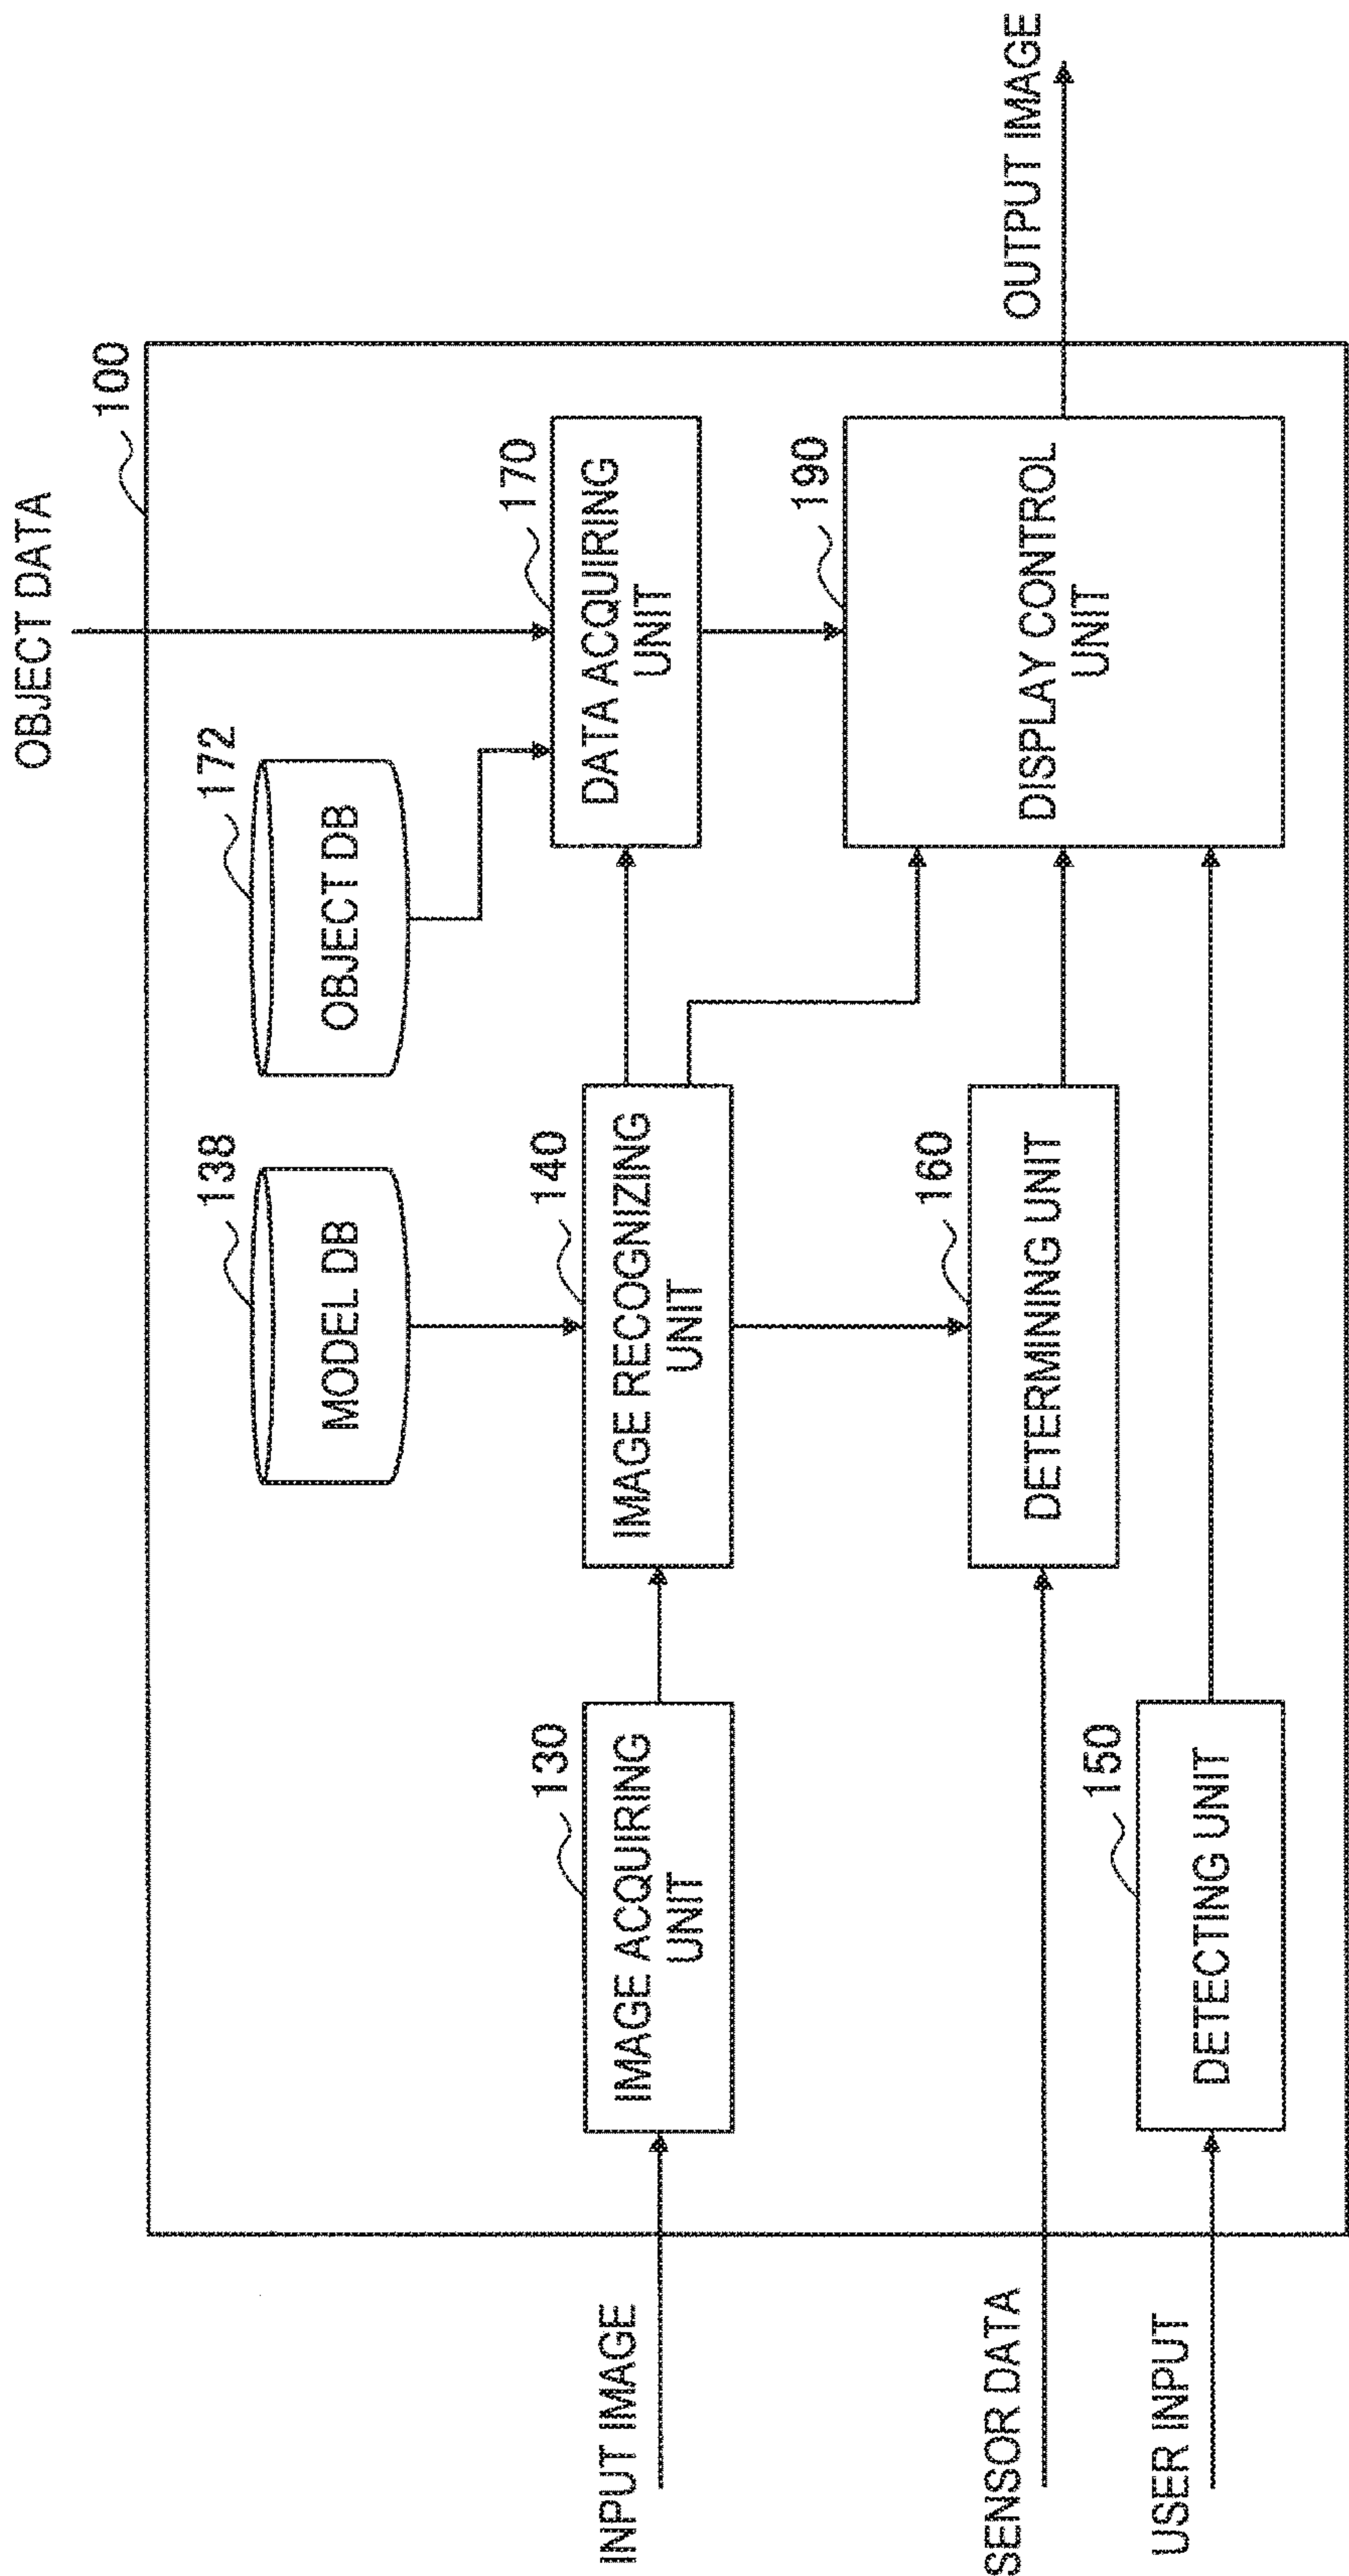 OBJECT DATA
100
172
OBJECT DB
138
MODEL DB
170
DATA ACQUIRING
UNIT
140
IMAGE RECOGNIZING
UNIT
130
IMAGE ACQUIRING
UNIT
INPUT IMAGE
190
DISPLAY CONTROL
UNIT
OUTPUT IMAGE
160
DETERMINING UNIT
SENSOR DATA
150
DETECTING UNIT
USER INPUT